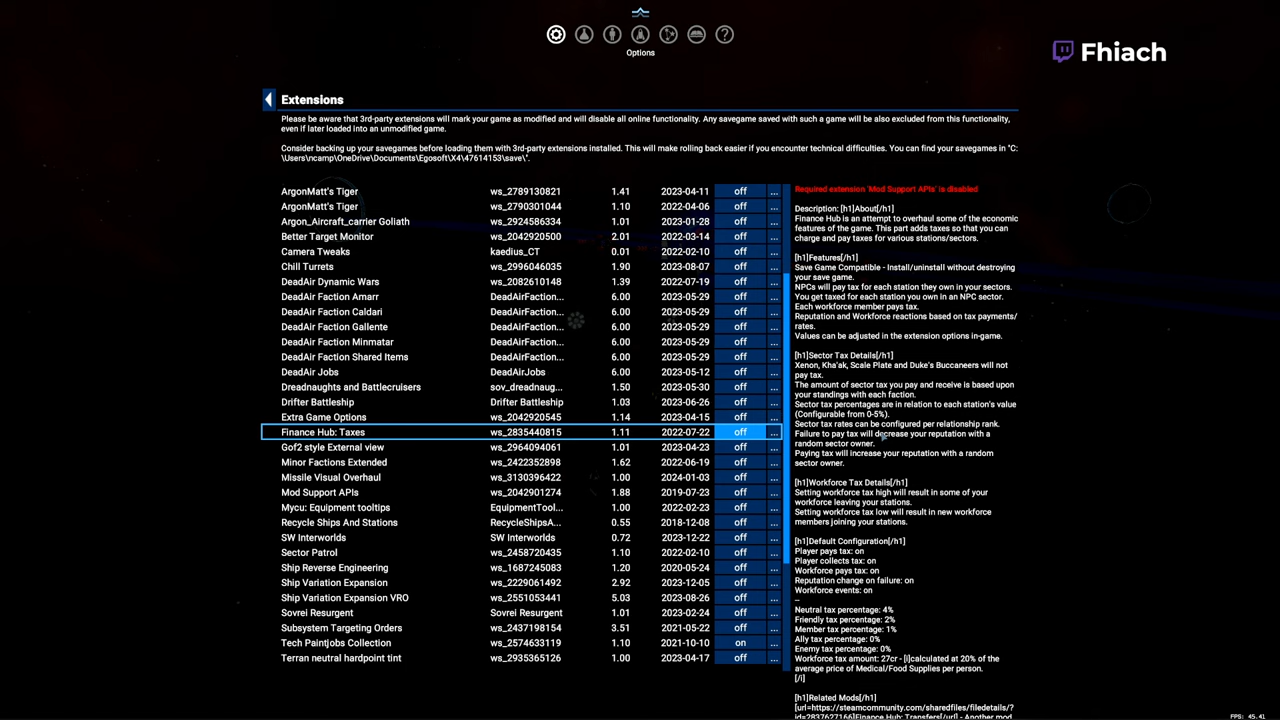 Options
Fhiach
Extensions
Please be aware that 3rd-party extensions will mark your game as modified and will disable all online functionality. Any savegame saved with such a game will be also excluded from this functionality,
even if later loaded into an unmodified game.
Consider backing up your savegames before loading them with 3rd-party extensions installed. This will make rolling back easier if you encounter technical difficulties. You can find your savegames in "C:
\Users\ncamp\OneDrive\Documents\Egosoft\X4\47614153\save\".
ArgonMatt's Tiger ws_2789130821 1.41 2023-04-11 off ...
ArgonMatt's Tiger ws_2790301044 1.10 2022-04-06 off ...
Argon_Aircraft_carrier Goliath ws_2924586334 1.01 2023-01-28 off ...
Better Target Monitor ws_2042920500 2.01 2022-03-14 off ...
Camera Tweaks kaedius_CT 0.01 2022-02-10 off ...
Chill Turrets ws_2996046035 1.90 2023-08-07 off ...
DeadAir Dynamic Wars ws_2082610148 1.39 2022-07-19 off ...
DeadAir Faction Amarr DeadAirFaction... 6.00 2023-05-29 off ...
DeadAir Faction Caldari DeadAirFaction... 6.00 2023-05-29 off ...
DeadAir Faction Gallente DeadAirFaction... 6.00 2023-05-29 off ...
DeadAir Faction Minmatar DeadAirFaction... 6.00 2023-05-29 off ...
DeadAir Faction Shared Items DeadAirFaction... 6.00 2023-05-29 off ...
DeadAir Jobs DeadAirJobs 6.00 2023-05-12 off ...
Dreadnaughts and Battlecruisers sov_dreadnaug... 1.50 2023-05-30 off ...
Drifter Battleship Drifter Battleship 1.03 2023-06-26 off ...
Extra Game Options ws_2042920545 1.14 2023-04-15 off ...
Finance Hub: Taxes ws_2835440815 1.11 2022-07-22 off ...
Gof2 style External view ws_2964094061 1.01 2023-04-23 off ...
Minor Factions Extended ws_2422352898 1.62 2022-06-19 off ...
Missile Visual Overhaul ws_3130396422 1.00 2024-01-03 off ...
Mod Support APIs ws_2042901274 1.88 2019-07-23 off ...
Mycu: Equipment tooltips EquipmentTool... 1.00 2022-02-23 off ...
Recycle Ships And Stations RecycleShipsA... 0.55 2018-12-08 off ...
SW Interworlds SW Interworlds 0.72 2023-12-22 off ...
Sector Patrol ws_2458720435 1.10 2022-02-10 off ...
Ship Reverse Engineering ws_1687245083 1.20 2020-05-24 off ...
Ship Variation Expansion ws_2229061492 2.92 2023-12-05 off ...
Ship Variation Expansion VRO ws_2551053441 5.03 2023-08-26 off ...
Sovrei Resurgent Sovrei Resurgent 1.01 2023-02-24 off ...
Subsystem Targeting Orders ws_2437198154 3.51 2021-05-22 off ...
Tech Paintjobs Collection ws_2574633119 1.10 2021-10-10 on ...
Terran neutral hardpoint tint ws_2935365126 1.00 2023-04-17 off ...
Required extension 'Mod Support APIs' is disabled
Description: [h1]About[/h1]
Finance Hub is an attempt to overhaul some of the economic
features of the game. This part adds taxes so that you can
charge and pay taxes for various stations/sectors.
[h1]Features[/h1]
Save Game Compatible - Install/uninstall without destroying
your save game.
NPCs will pay tax for each station they own in your sectors.
You get taxed for each station you own in an NPC sector.
Each workforce member pays tax.
Reputation and Workforce reactions based on tax payments/
rates.
Values can be adjusted in the extension options in-game.
[h1]Sector Tax Details[/h1]
Xenon, Kha'ak, Scale Plate and Duke's Buccaneers will not
pay tax.
The amount of sector tax you pay and receive is based upon
your standings with each faction.
Sector tax percentages are in relation to each station's value
(Configurable from 0-5%).
Sector tax rates can be configured per relationship rank.
Failure to pay tax will decrease your reputation with a
random sector owner.
Paying tax will increase your reputation with a random
sector owner.
[h1]Workforce Tax Details[/h1]
Setting workforce tax high will result in some of your
workforce leaving your stations.
Setting workforce tax low will result in new workforce
members joining your stations.
[h1]Default Configuration[/h1]
Player pays tax: on
Player collects tax: on
Workforce pays tax: on
Reputation change on failure: on
Workforce events: on
–
Neutral tax percentage: 4%
Friendly tax percentage: 2%
Member tax percentage: 1%
Ally tax percentage: 0%
Enemy tax percentage: 0%
Workforce tax amount: 27cr - [i]calculated at 20% of the
average price of Medical/Food Supplies per person.
[/i]
[h1]Related Mods[/h1]
[url=https://steamcommunity.com/sharedfiles/filedetails/?
id=2837627166]Finance Hub: Transfers[/url] - Another mod
FPS: 45.41